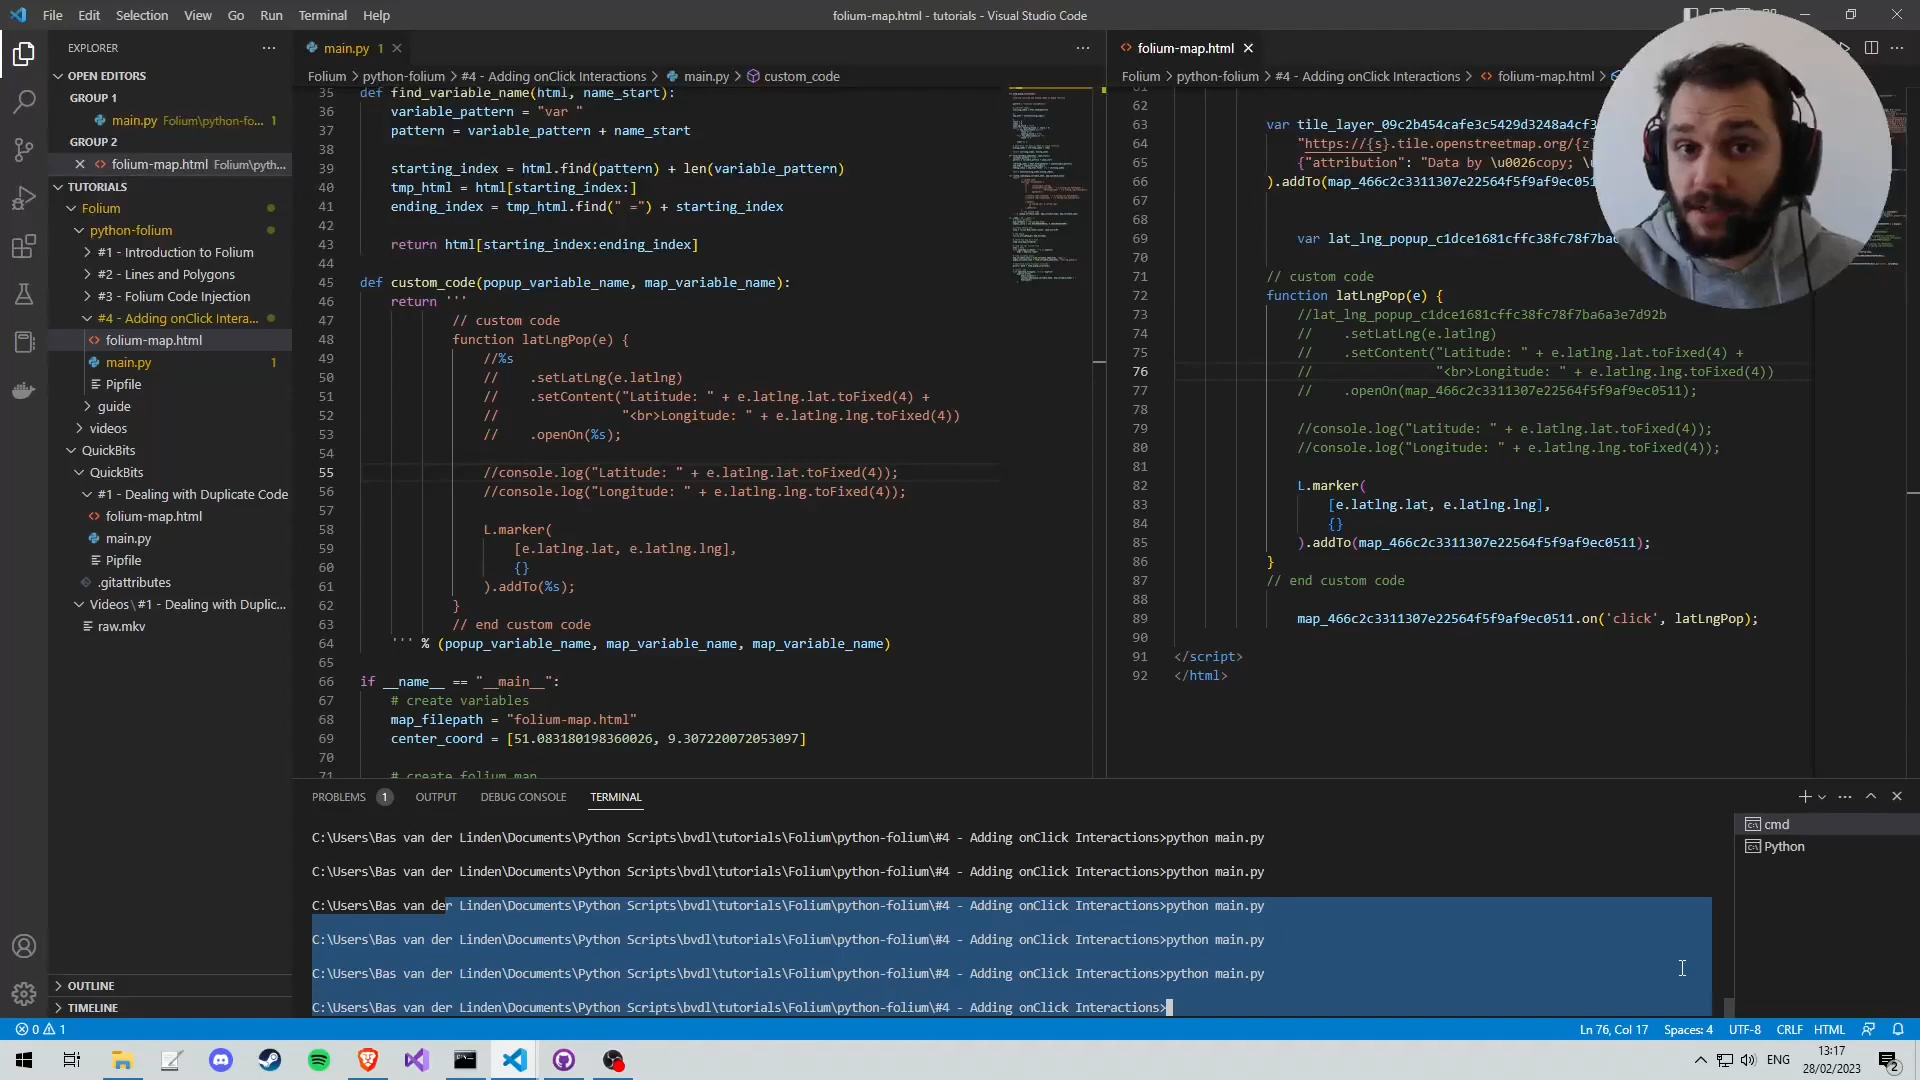 File Edit Selection View Go Run Terminal Help
folium-map.html - tutorials - Visual Studio Code
EXPLORER
OPEN EDITORS
GROUP 1
main.py Folium\python-fo... 1
GROUP 2
folium-map.html Folium\pyth...
TUTORIALS
Folium
python-folium
#1 - Introduction to Folium
#2 - Lines and Polygons
#3 - Folium Code Injection
#4 - Adding onClick Intera...
folium-map.html
main.py 1
Pipfile
guide
videos
QuickBits
QuickBits
#1 - Dealing with Duplicate Code
folium-map.html
main.py
Pipfile
.gitattributes
Videos\#1 - Dealing with Duplic...
raw.mkv
OUTLINE
TIMELINE
main.py 1
Folium > python-folium > #4 - Adding onClick Interactions > main.py > custom_code
35 def find_variable_name(html, name_start):
36 variable_pattern = "var "
37 pattern = variable_pattern + name_start
38
39 starting_index = html.find(pattern) + len(variable_pattern)
40 tmp_html = html[starting_index:]
41 ending_index = tmp_html.find(" =") + starting_index
42
43 return html[starting_index:ending_index]
44
45 def custom_code(popup_variable_name, map_variable_name):
46 return '''
47 // custom code
48 function latLngPop(e) {
49 //%s
50 // .setLatLng(e.latlng)
51 // .setContent("Latitude: " + e.latlng.lat.toFixed(4) +
52 // "<br>Longitude: " + e.latlng.lng.toFixed(4))
53 // .openOn(%s);
54
55 //console.log("Latitude: " + e.latlng.lat.toFixed(4));
56 //console.log("Longitude: " + e.latlng.lng.toFixed(4));
57
58 L.marker(
59 [e.latlng.lat, e.latlng.lng],
60 {}
61 ).addTo(%s);
62 }
63 // end custom code
64 ''' % (popup_variable_name, map_variable_name, map_variable_name)
65
66 if __name__ == "__main__":
67 # create variables
68 map_filepath = "folium-map.html"
69 center_coord = [51.083180198360026, 9.307220072053097]
70
71 # create folium map
folium-map.html
Folium > python-folium > #4 - Adding onClick Interactions > folium-map.html >
61
62
63 var tile_layer_09c2b454cafe3c5429d3248a4cf3
64 "https://{s}.tile.openstreetmap.org/{z
65 {"attribution": "Data by \u0026copy; \u
66 ).addTo(map_466c2c3311307e22564f5f9af9ec051
67
68
69 var lat_lng_popup_c1dce1681cffc38fc78f7ba
70
71 // custom code
72 function latLngPop(e) {
73 //lat_lng_popup_c1dce1681cffc38fc78f7ba6a3e7d92b
74 // .setLatLng(e.latlng)
75 // .setContent("Latitude: " + e.latlng.lat.toFixed(4) +
76 // "<br>Longitude: " + e.latlng.lng.toFixed(4))
77 // .openOn(map_466c2c3311307e22564f5f9af9ec0511);
78
79 //console.log("Latitude: " + e.latlng.lat.toFixed(4));
80 //console.log("Longitude: " + e.latlng.lng.toFixed(4));
81
82 L.marker(
83 [e.latlng.lat, e.latlng.lng],
84 {}
85 ).addTo(map_466c2c3311307e22564f5f9af9ec0511);
86 }
87 // end custom code
88
89 map_466c2c3311307e22564f5f9af9ec0511.on('click', latLngPop);
90
91 </script>
92 </html>
PROBLEMS 1 OUTPUT DEBUG CONSOLE TERMINAL
C:\Users\Bas van der Linden\Documents\Python Scripts\bvdl\tutorials\Folium\python-folium\#4 - Adding onClick Interactions>python main.py
C:\Users\Bas van der Linden\Documents\Python Scripts\bvdl\tutorials\Folium\python-folium\#4 - Adding onClick Interactions>python main.py
C:\Users\Bas van der Linden\Documents\Python Scripts\bvdl\tutorials\Folium\python-folium\#4 - Adding onClick Interactions>python main.py
C:\Users\Bas van der Linden\Documents\Python Scripts\bvdl\tutorials\Folium\python-folium\#4 - Adding onClick Interactions>python main.py
C:\Users\Bas van der Linden\Documents\Python Scripts\bvdl\tutorials\Folium\python-folium\#4 - Adding onClick Interactions>python main.py
C:\Users\Bas van der Linden\Documents\Python Scripts\bvdl\tutorials\Folium\python-folium\#4 - Adding onClick Interactions>
cmd
Python
0 1
Ln 76, Col 17 Spaces: 4 UTF-8 CRLF HTML
ENG
13:17
28/02/2023
2